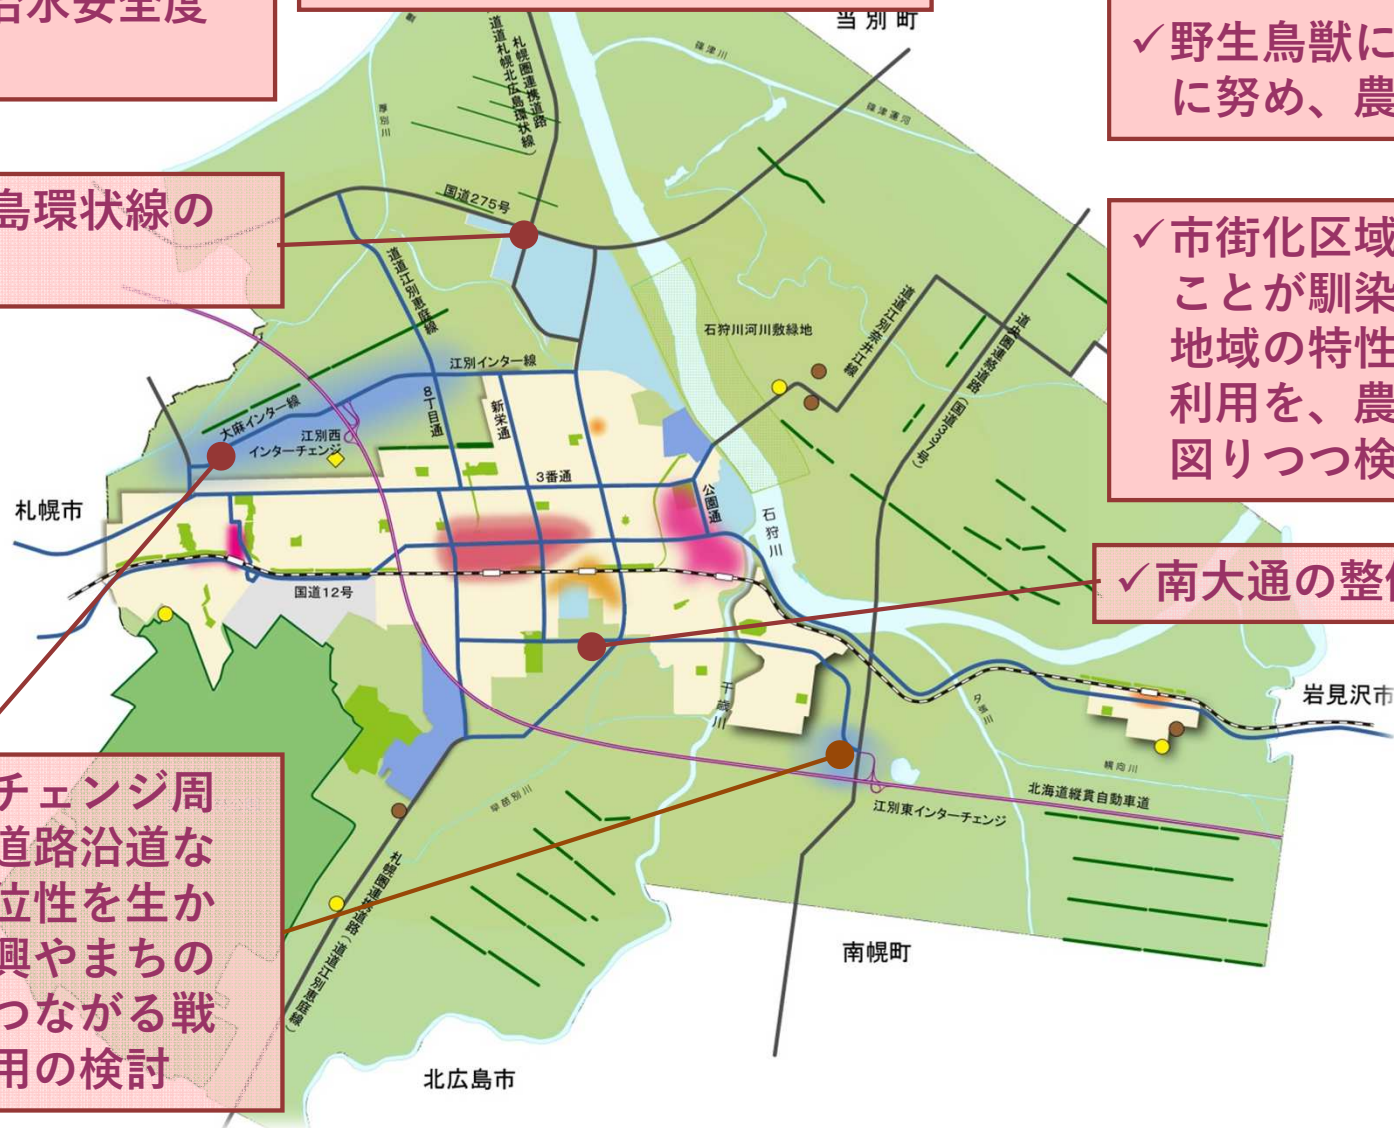 治水安全度
当別町
✓野生鳥獣に
に努め、農
札幌圏連携道路
道道札幌北広島環状線）
篠津川
篠津運河
厚別川
島環状線の
国道275号
✓市街化区域
ことが馴染
地域の特性
利用を、農
図りつつ検
道道江別恵庭線
石狩川河川敷緑地
道道江別奈井江線
道央圏連絡道路（国道337号）
江別インター線
8丁目通
新栄通
大麻インター線
江別西
インターチェンジ
3番通
公園通
石狩川
札幌市
国道12号
✓南大通の整
千歳川
夕張川
岩見沢市
幌向川
北海道縦貫自動車道
江別東インターチェンジ
早苗別川
チェンジ周
道路沿道な
位性を生か
興やまちの
つながる戦
用の検討
札幌圏連携道路（道道江別恵庭線）
南幌町
北広島市